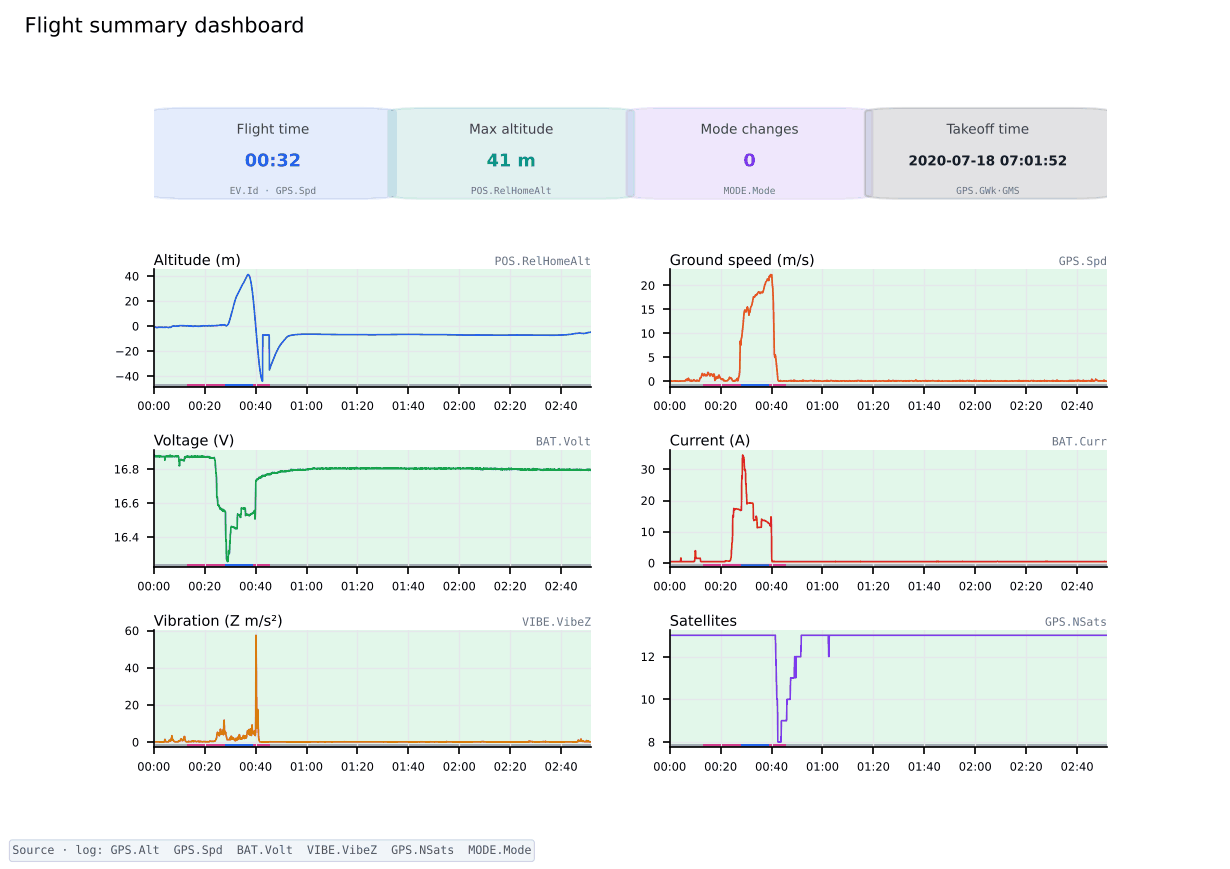 Flight summary dashboard
Flight time
00:32
EV.Id · GPS.Spd
Max altitude
41 m
POS.RelHomeAlt
Mode changes
0
MODE.Mode
Takeoff time
2020-07-18 07:01:52
GPS.GWk·GMS
Altitude (m)
POS.RelHomeAlt
40
20
0
−20
−40
00:00 00:20 00:40 01:00 01:20 01:40 02:00 02:20 02:40
Ground speed (m/s)
GPS.Spd
20
15
10
5
0
00:00 00:20 00:40 01:00 01:20 01:40 02:00 02:20 02:40
Voltage (V)
BAT.Volt
16.8
16.6
16.4
00:00 00:20 00:40 01:00 01:20 01:40 02:00 02:20 02:40
Current (A)
BAT.Curr
30
20
10
0
00:00 00:20 00:40 01:00 01:20 01:40 02:00 02:20 02:40
Vibration (Z m/s²)
VIBE.VibeZ
60
40
20
0
00:00 00:20 00:40 01:00 01:20 01:40 02:00 02:20 02:40
Satellites
GPS.NSats
12
10
8
00:00 00:20 00:40 01:00 01:20 01:40 02:00 02:20 02:40
Source · log: GPS.Alt GPS.Spd BAT.Volt VIBE.VibeZ GPS.NSats MODE.Mode